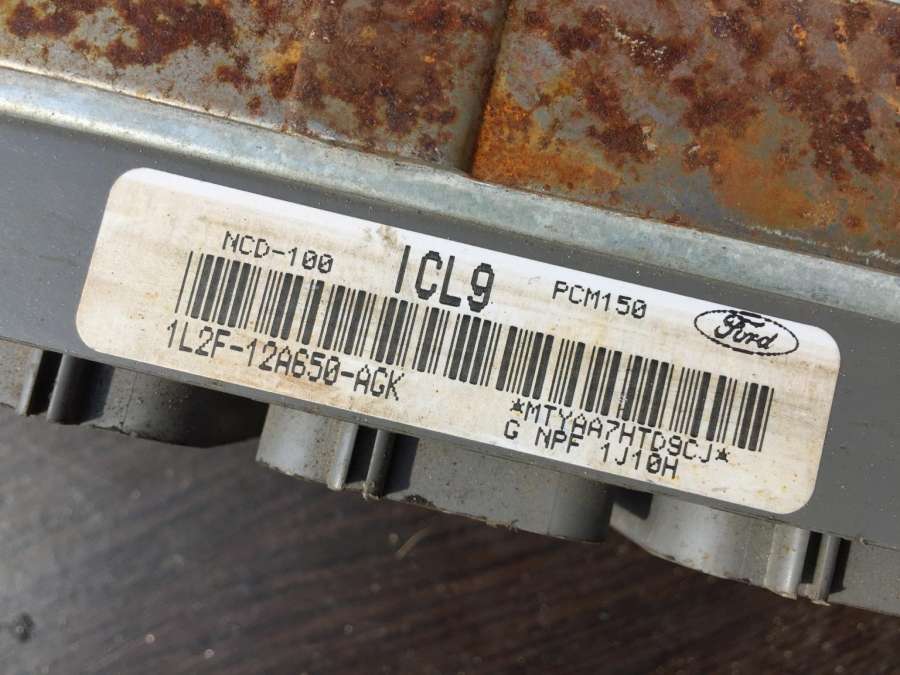 NCD-100 ICL9 PCM150 Ford
1L2F-12A650-AGK
*MTYAA7HTD9CJ*
G NPF 1J10H